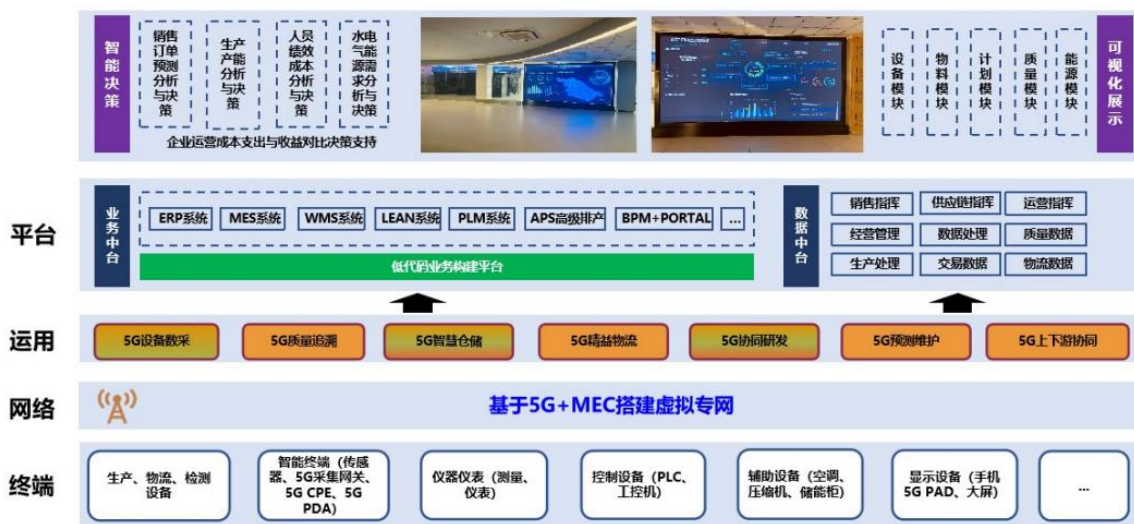 智能决策
销售订单预测分析与决策
生产产能分析与决策
人员绩效成本分析与决策
水电气能源需求分析与决策
企业运营成本支出与收益对比决策支持
设备模块
物料模块
计划模块
质量模块
能源模块
可视化展示
平台
业务中台
ERP系统
MES系统
WMS系统
LEAN系统
PLM系统
APS高级排产
BPM+PORTAL
...
低代码业务构建平台
数据中台
销售指挥
供应链指挥
运营指挥
经营管理
数据处理
质量数据
生产处理
交易数据
物流数据
运用
5G设备数采
5G质量追溯
5G智慧仓储
5G精益物流
5G协同研发
5G预测维护
5G上下游协同
网络
基于5G+MEC搭建虚拟专网
终端
生产、物流、检测
设备
智能终端（传感
器、5G采集网关、
5G CPE、5G
PDA）
仪器仪表（测量、
仪表）
控制设备（PLC、
工控机）
辅助设备（空调、
压缩机、储能柜）
显示设备（手机
5G PAD、大屏）
...